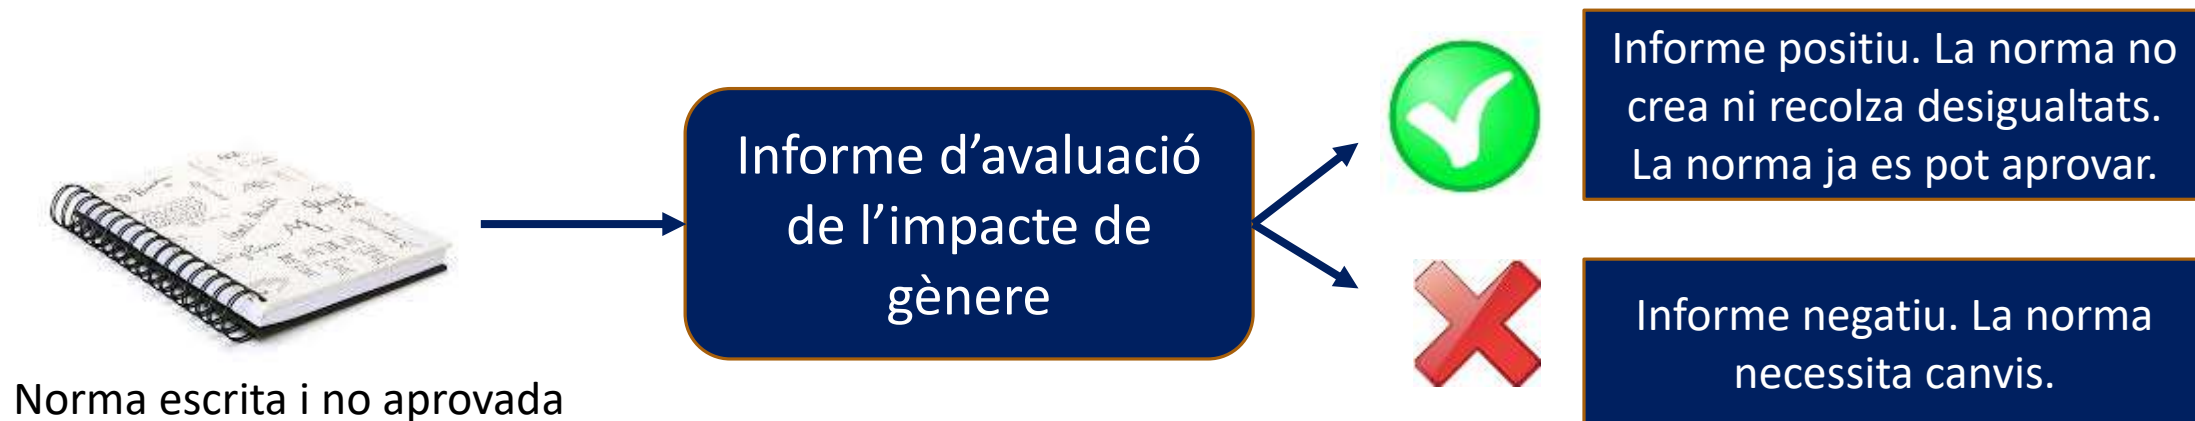 Norma escrita i no aprovada
Informe d’avaluació
de l’impacte de
gènere
Informe positiu. La norma no
crea ni recolza desigualtats.
La norma ja es pot aprovar.
Informe negatiu. La norma
necessita canvis.